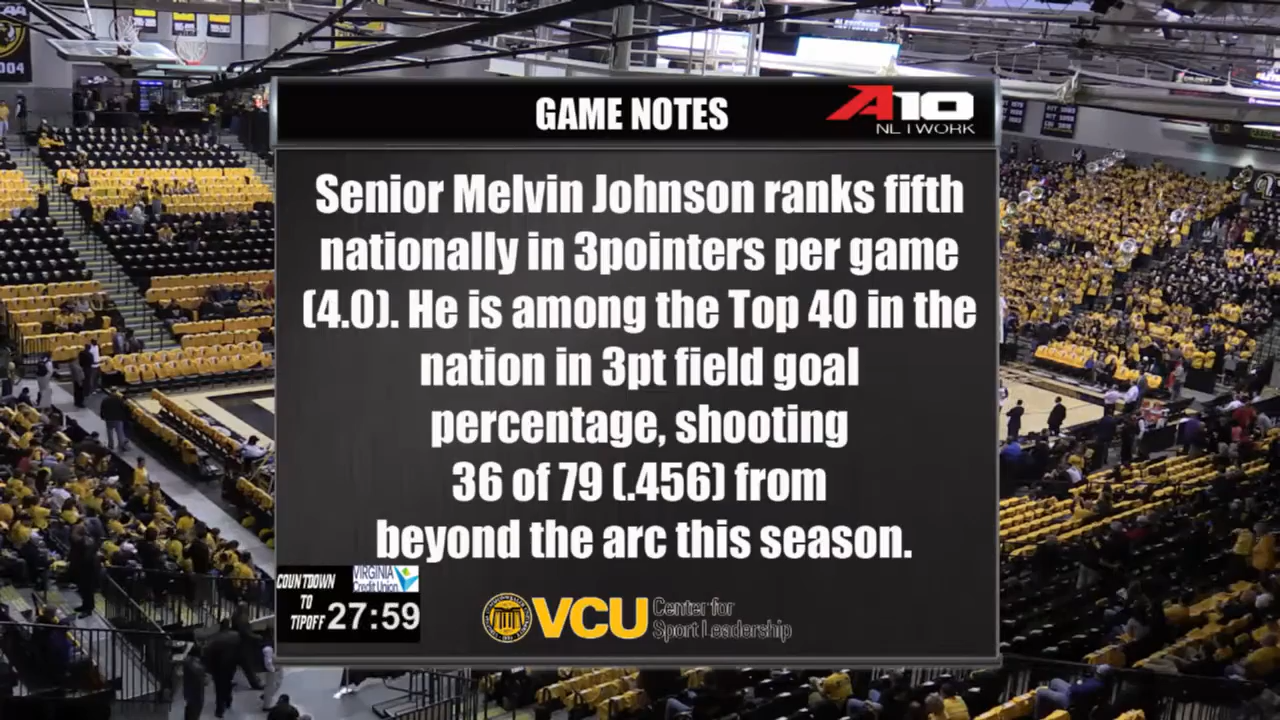 GAME NOTES
A10
NETWORK
Senior Melvin Johnson ranks fifth
nationally in 3pointers per game
(4.0). He is among the Top 40 in the
nation in 3pt field goal
percentage, shooting
36 of 79 (.456) from
beyond the arc this season.
COUNTDOWN
TO
TIPOFF
27:59
VIRGINIA
Credit Union
VCU
Center for
Sport Leadership
004